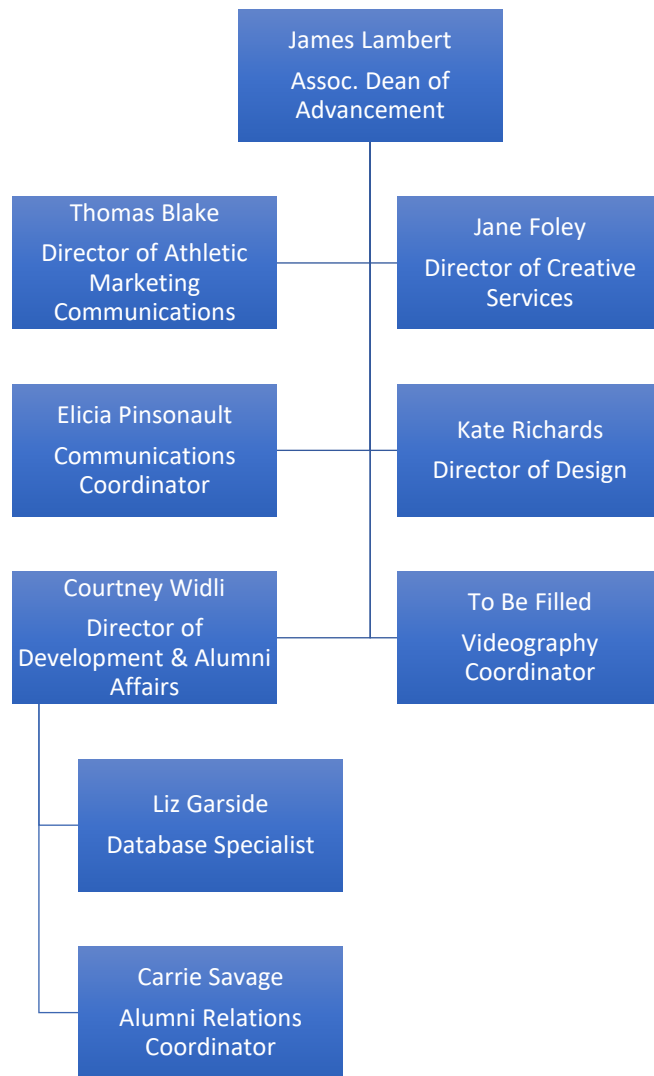 James Lambert
Assoc. Dean of
Advancement
Thomas Blake
Director of Athletic
Marketing
Communications
Jane Foley
Director of Creative
Services
Elicia Pinsonault
Communications
Coordinator
Kate Richards
Director of Design
Courtney Widli
Director of
Development & Alumni
Affairs
To Be Filled
Videography
Coordinator
Liz Garside
Database Specialist
Carrie Savage
Alumni Relations
Coordinator